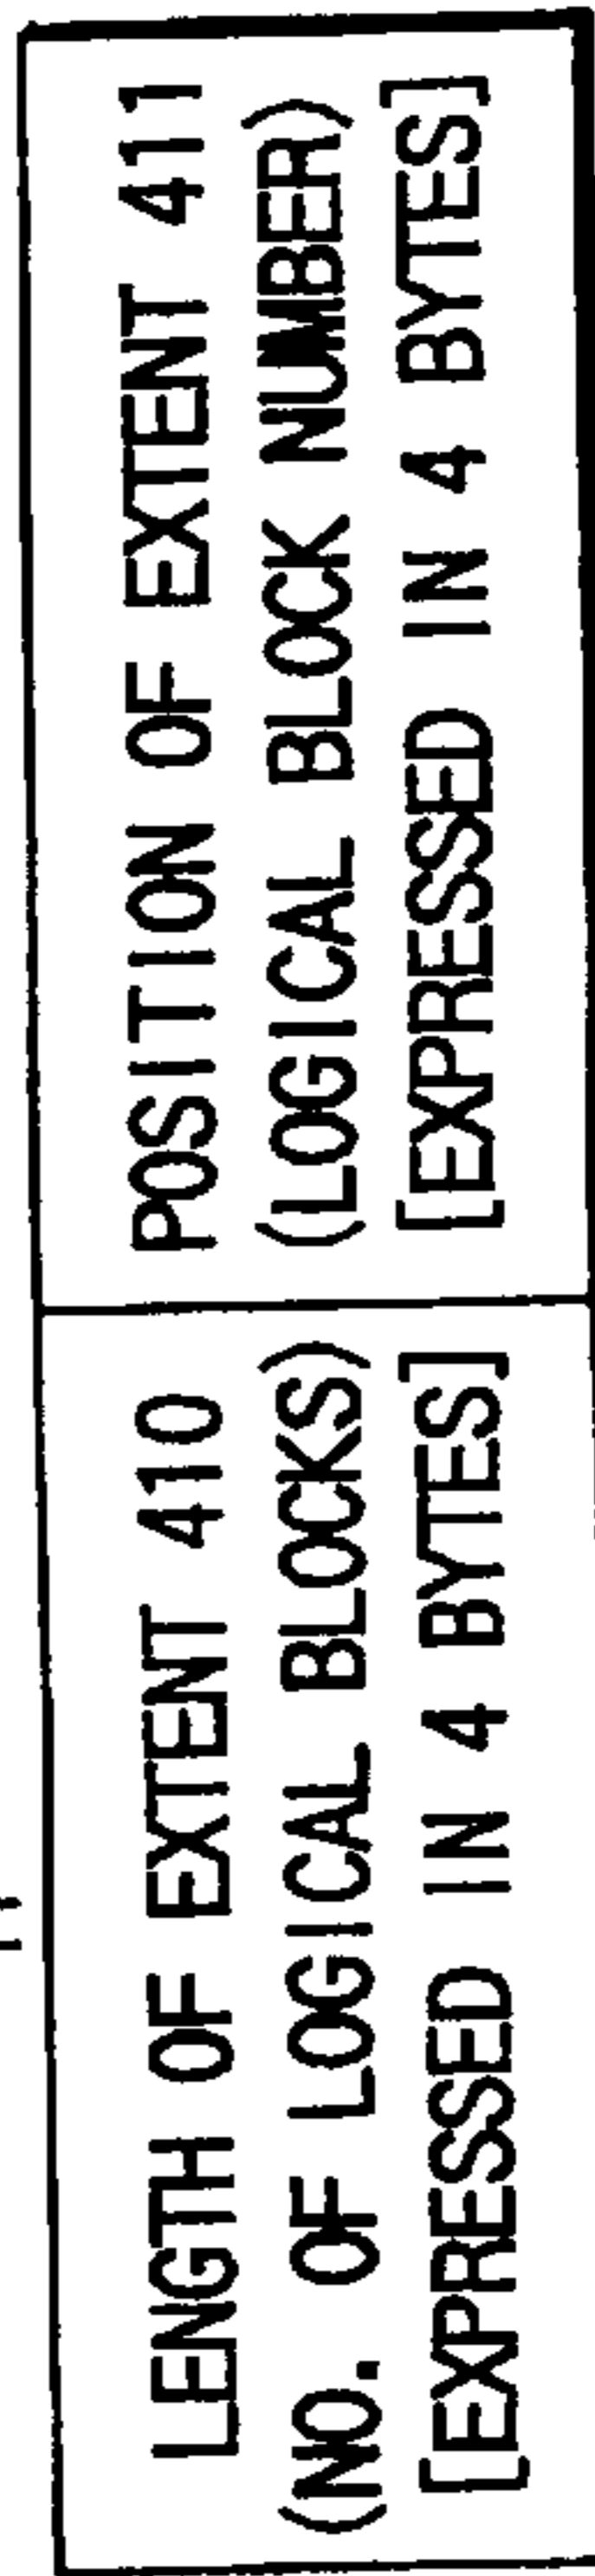 LENGTH OF EXTENT 410
(NO. OF LOGICAL BLOCKS)
[EXPRESSED IN 4 BYTES]
POSITION OF EXTENT 411
(LOGICAL BLOCK NUMBER)
[EXPRESSED IN 4 BYTES]